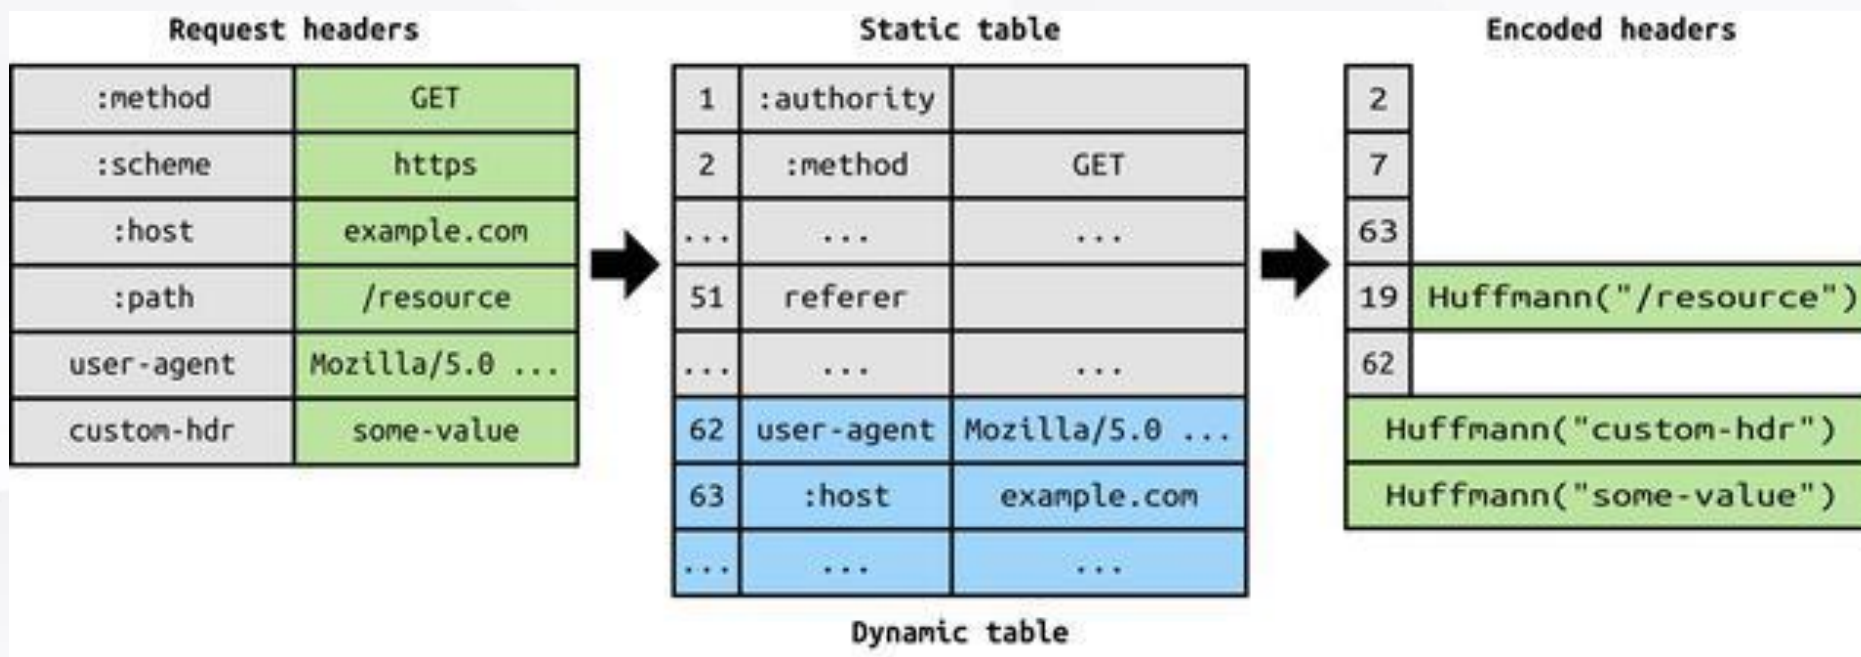 Request headers
:method GET
:scheme https
:host example.com
:path /resource
user-agent Mozilla/5.0 ...
custom-hdr some-value
Static table
1 :authority
2 :method GET
... ... ...
51 referer
... ... ...
62 user-agent Mozilla/5.0 ...
63 :host example.com
... ... ...
Dynamic table
Encoded headers
2
7
63
19 Huffmann("/resource")
62
Huffmann("custom-hdr")
Huffmann("some-value")